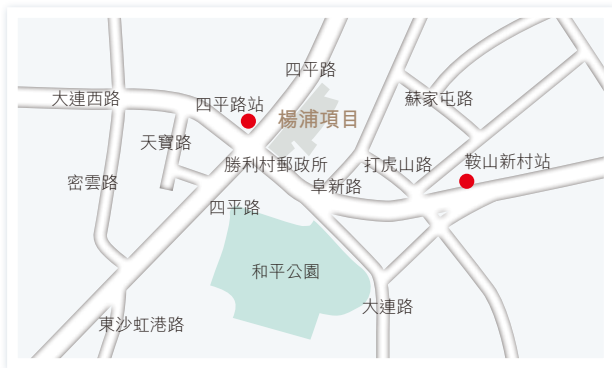 四平路
大連西路
四平路站
蘇家屯路
楊浦項目
天寶路
勝利村郵政所
打虎山路
鞍山新村站
密雲路
阜新路
四平路
和平公園
大連路
東沙虹港路